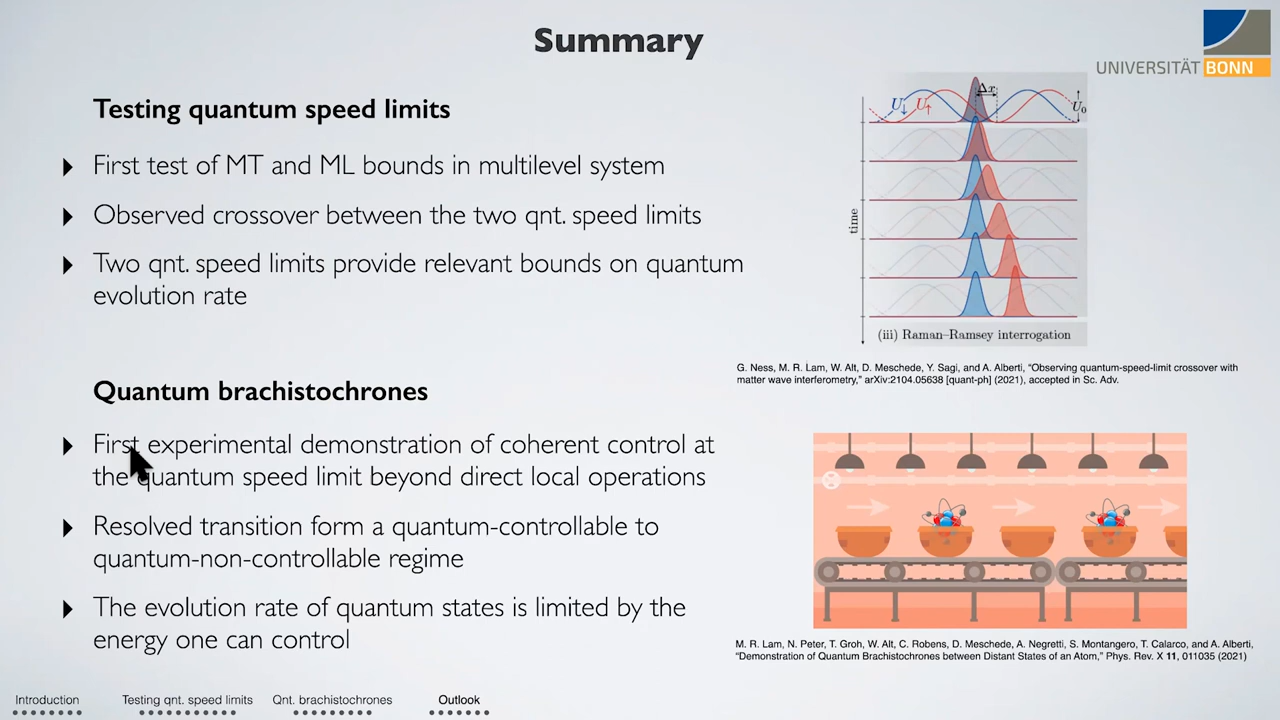 Summary
UNIVERSITÄT BONN
Testing quantum speed limits
First test of MT and ML bounds in multilevel system
Observed crossover between the two qnt. speed limits
Two qnt. speed limits provide relevant bounds on quantum
evolution rate
Δx
U↓ U↑ U₀
time
(iii) Raman–Ramsey interrogation
G. Ness, M. R. Lam, W. Alt, D. Meschede, Y. Sagi, and A. Alberti, “Observing quantum-speed-limit crossover with
matter wave interferometry,” arXiv:2104.05638 [quant-ph] (2021), accepted in Sc. Adv.
Quantum brachistochrones
First experimental demonstration of coherent control at
the quantum speed limit beyond direct local operations
Resolved transition form a quantum-controllable to
quantum-non-controllable regime
The evolution rate of quantum states is limited by the
energy one can control
M. R. Lam, N. Peter, T. Groh, W. Alt, C. Robens, D. Meschede, A. Negretti, S. Montangero, T. Calarco, and A. Alberti,
“Demonstration of Quantum Brachistochrones between Distant States of an Atom,” Phys. Rev. X 11, 011035 (2021)
Introduction Testing qnt. speed limits Qnt. brachistochrones Outlook